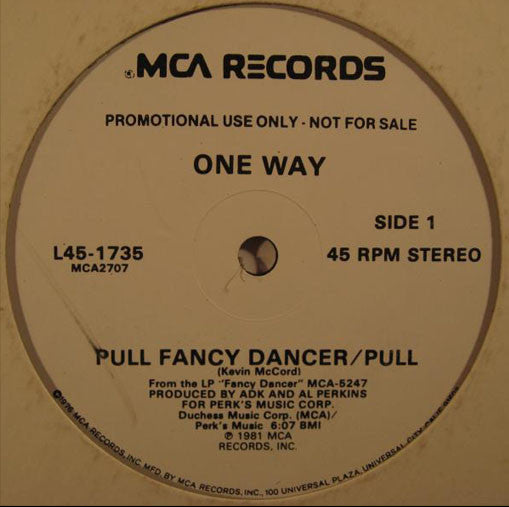 MCA RECORDS
PROMOTIONAL USE ONLY - NOT FOR SALE
ONE WAY
SIDE 1
L45-1735
45 RPM STEREO
MCA2707
PULL FANCY DANCER/PULL
(Kevin McCord)
From the LP "Fancy Dancer" MCA-5247
PRODUCED BY ADK AND AL PERKINS
FOR PERK'S MUSIC CORP.
Duchess Music Corp. (MCA)/
Perk's Music 6:07 BMI
℗ 1981 MCA
RECORDS, INC.
MCA RECORDS, INC MFD BY MCA RECORDS, INC., 100 UNIVERSAL PLAZA, UNIVERSAL CITY, CALIF.